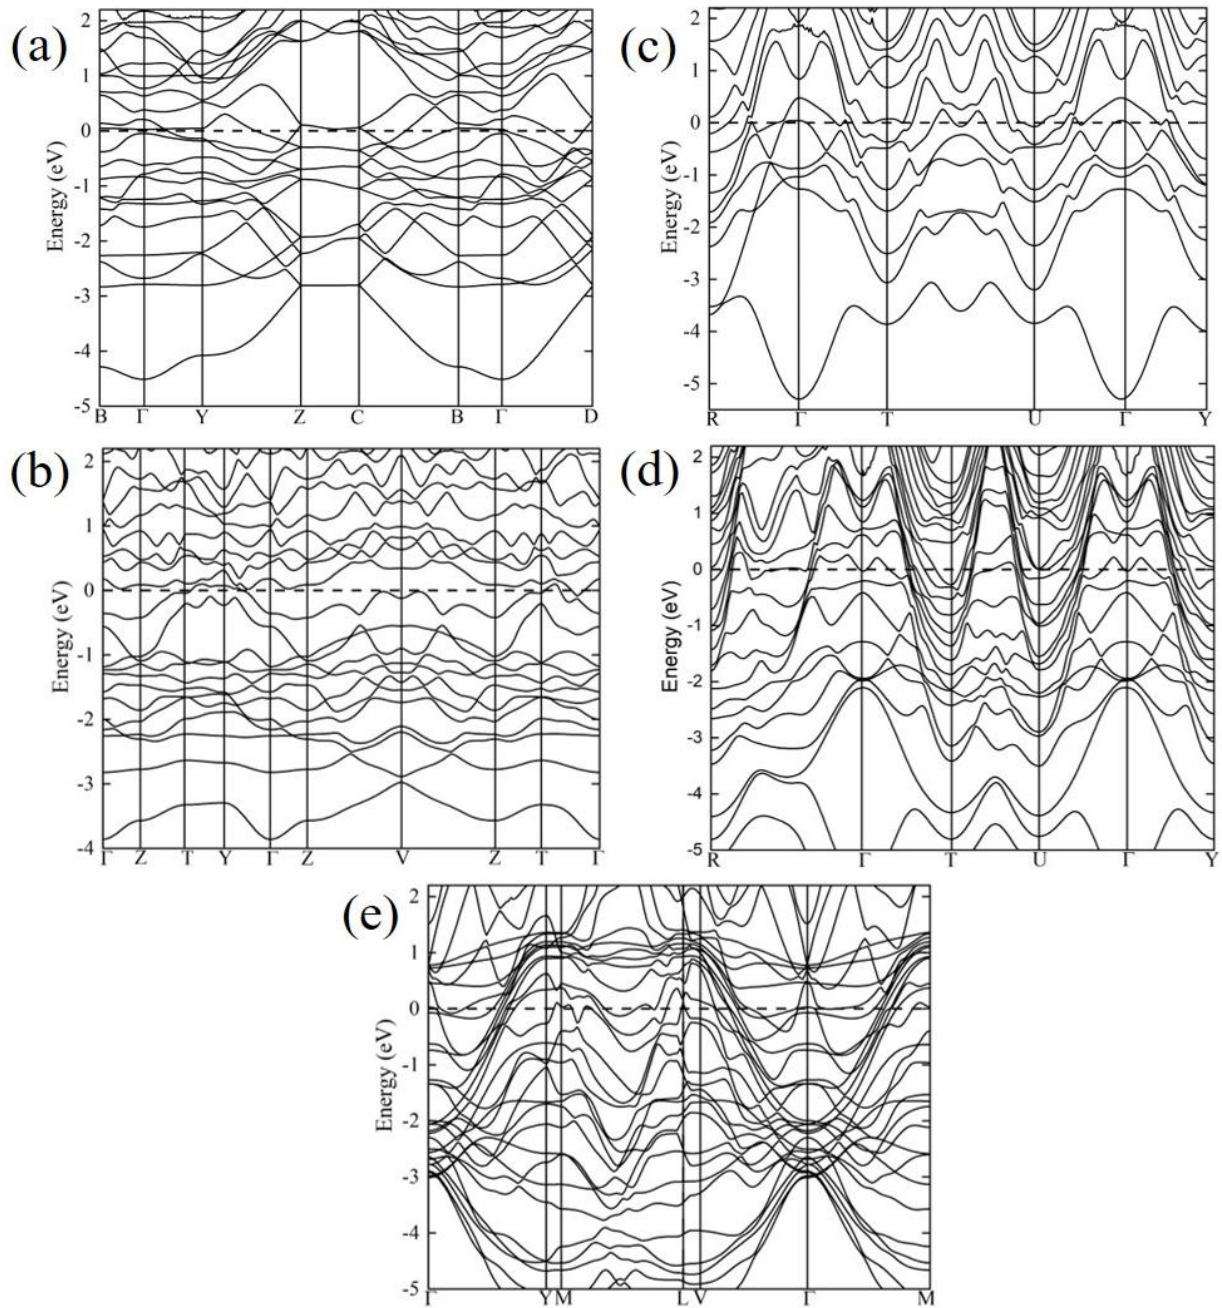 (a)
Energy (eV)
2
1
0
-1
-2
-3
-4
-5
B Γ Y Z C B Γ D
(c)
Energy (eV)
2
1
0
-1
-2
-3
-4
-5
R Γ T U Γ Y
(b)
Energy (eV)
2
1
0
-1
-2
-3
-4
Γ Z T Y Γ Z V Z T Γ
(d)
Energy (eV)
2
1
0
-1
-2
-3
-4
-5
R Γ T U Γ Y
(e)
Energy (eV)
2
1
0
-1
-2
-3
-4
-5
Γ Y M L V Γ M